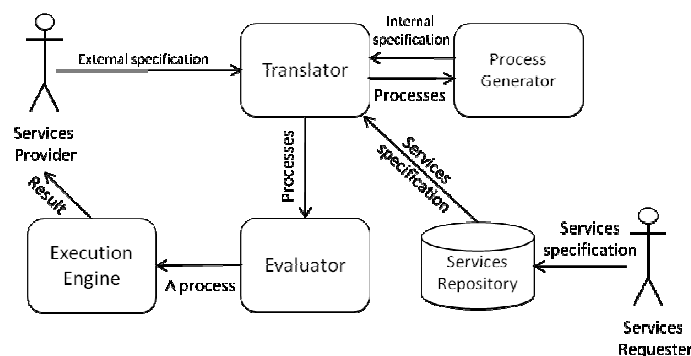 Internal
specification
External specification
Translator
Process
Generator
Processes
Services
Provider
Processes
Services
specification
Result
Services
specification
Execution
Engine
A process
Evaluator
Services
Repository
Services
Requester